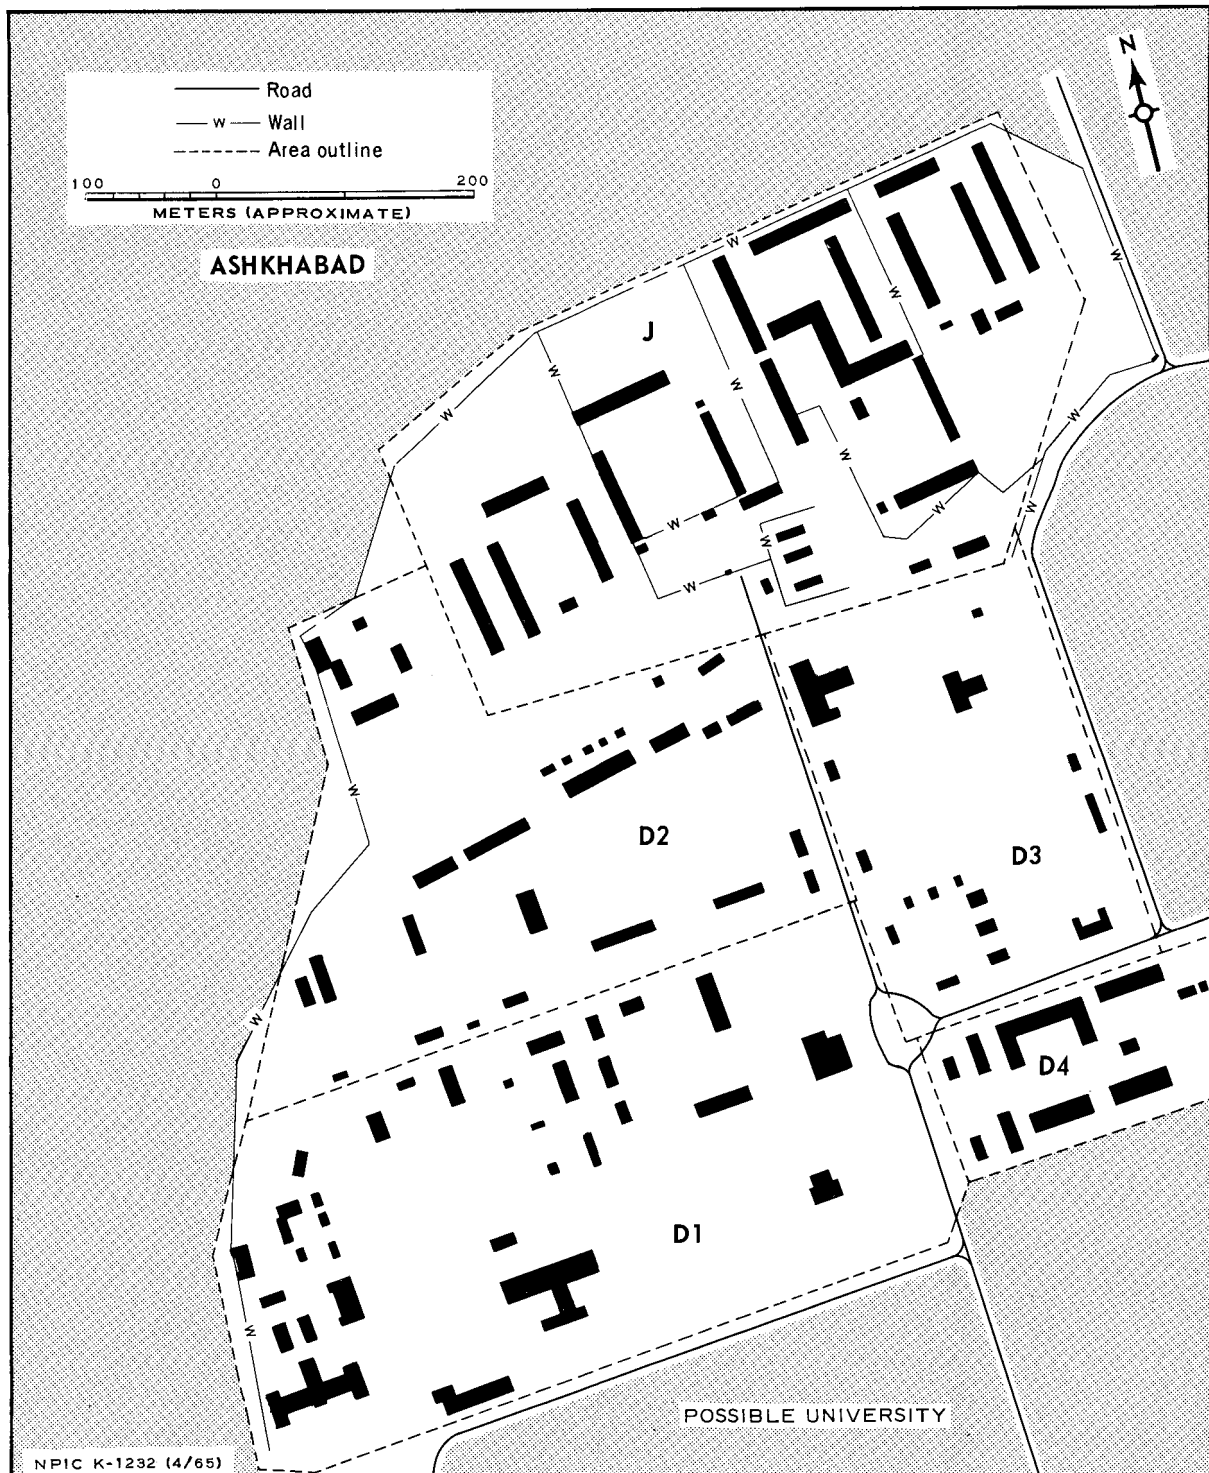 N
Road
W Wall
Area outline
100 0 200
METERS (APPROXIMATE)
ASHKHABAD
W
W
W
J
W
W
W
W
W
W
W
W
W
W
W
D2
D3
W
D4
D1
W
POSSIBLE UNIVERSITY
NPIC K-1232 (4/65)